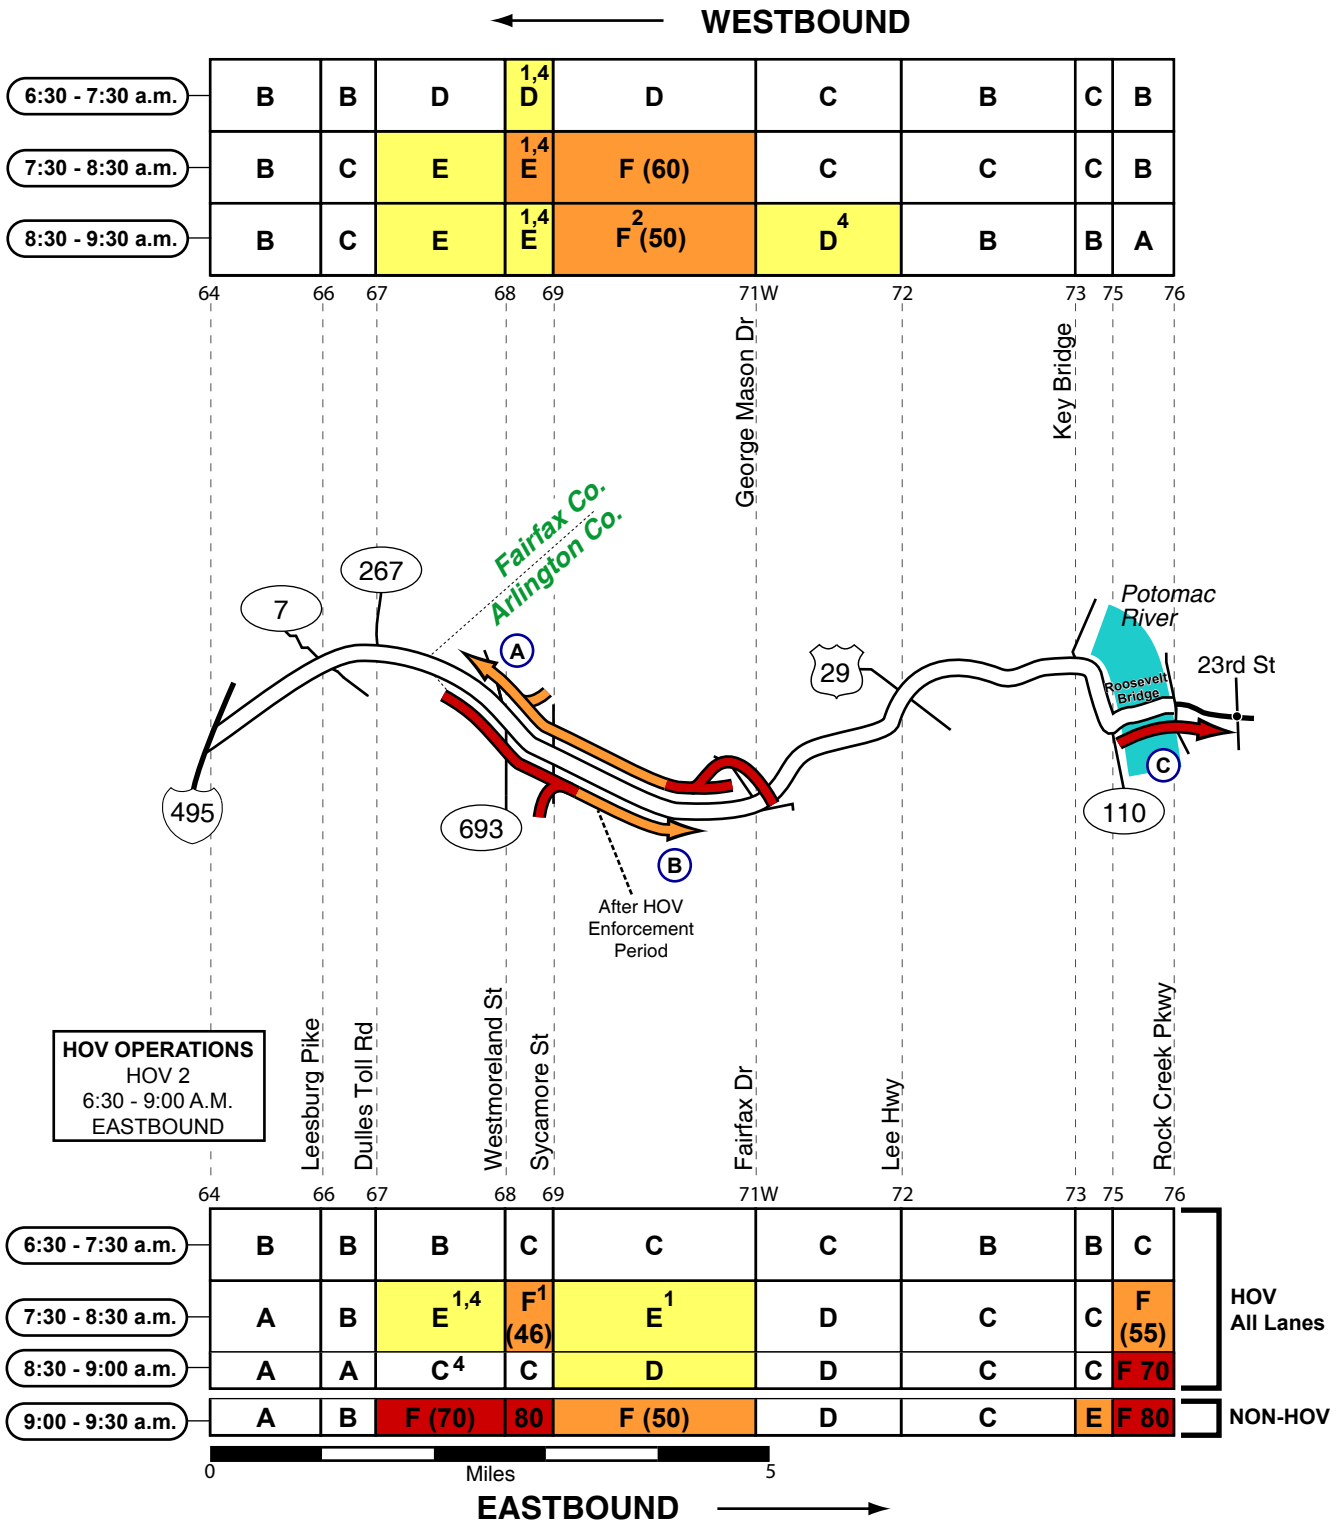 WESTBOUND
6:30 - 7:30 a.m. B B D D 1,4 D C B C B
7:30 - 8:30 a.m. B C E E 1,4 F (60) C C C B
8:30 - 9:30 a.m. B C E E 1,4 F 2 (50) D 4 B B A
64 66 67 68 69 71W 72 73 75 76
George Mason Dr
Key Bridge
Fairfax Co.
Arlington Co.
267
7
A
Potomac
River
29
23rd St
Roosevelt
Bridge
C
495
693
110
B
After HOV
Enforcement
Period
HOV OPERATIONS
HOV 2
6:30 - 9:00 A.M.
EASTBOUND
Leesburg Pike
Dulles Toll Rd
Westmoreland St
Sycamore St
Fairfax Dr
Lee Hwy
Rock Creek Pkwy
64 66 67 68 69 71W 72 73 75 76
6:30 - 7:30 a.m. B B B C C C B B C
7:30 - 8:30 a.m. A B E 1,4 F 1 (46) E 1 D C C F (55)
HOV
All Lanes
8:30 - 9:00 a.m. A A C 4 C D D C C F 70
9:00 - 9:30 a.m. A B F (70) 80 F (50) D C E F 80 NON-HOV
0 Miles 5
EASTBOUND